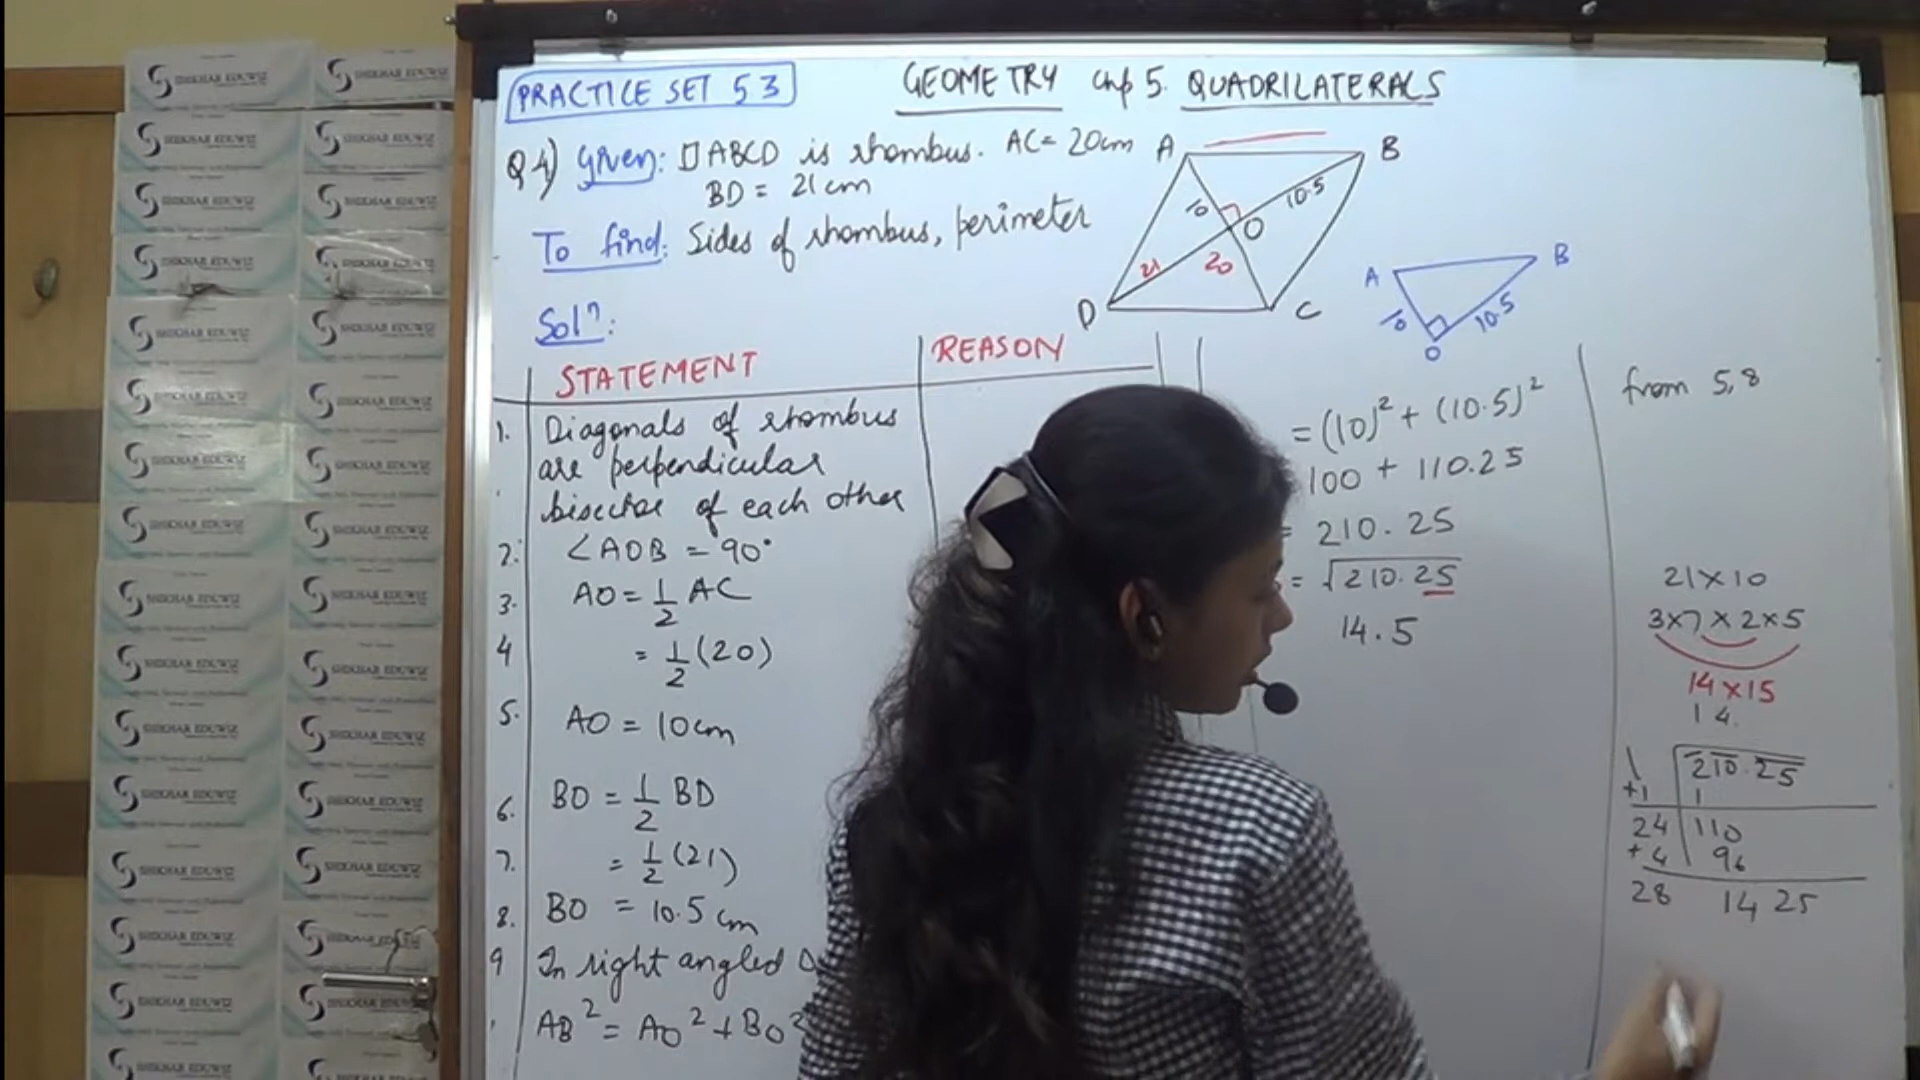 PRACTICE SET 5.3
GEOMETRY Chp 5. QUADRILATERALS
Q4) Given: □ABCD is rhombus. AC = 20cm
BD = 21 cm
To find: Sides of rhombus, perimeter
Solⁿ:
A
B
10
10.5
O
21
20
D
C
A
B
10
10.5
O
STATEMENT
REASON
1. Diagonals of rhombus
are perpendicular
bisector of each other
2. ∠AOB = 90°
3. AO = 1/2 AC
4 = 1/2 (20)
5. AO = 10cm
6. BO = 1/2 BD
7. = 1/2 (21)
8. BO = 10.5 cm
9 In right angled Δ
AB² = AO² + BO²
= (10)² + (10.5)²
100 + 110.25
= 210.25
= √210.25
14.5
from 5,8
21×10
3×7×2×5
14×15
14.
1 210.25
+1 1
24 110
+4 96
28 14 25
SHIKHAR EDUWIZ